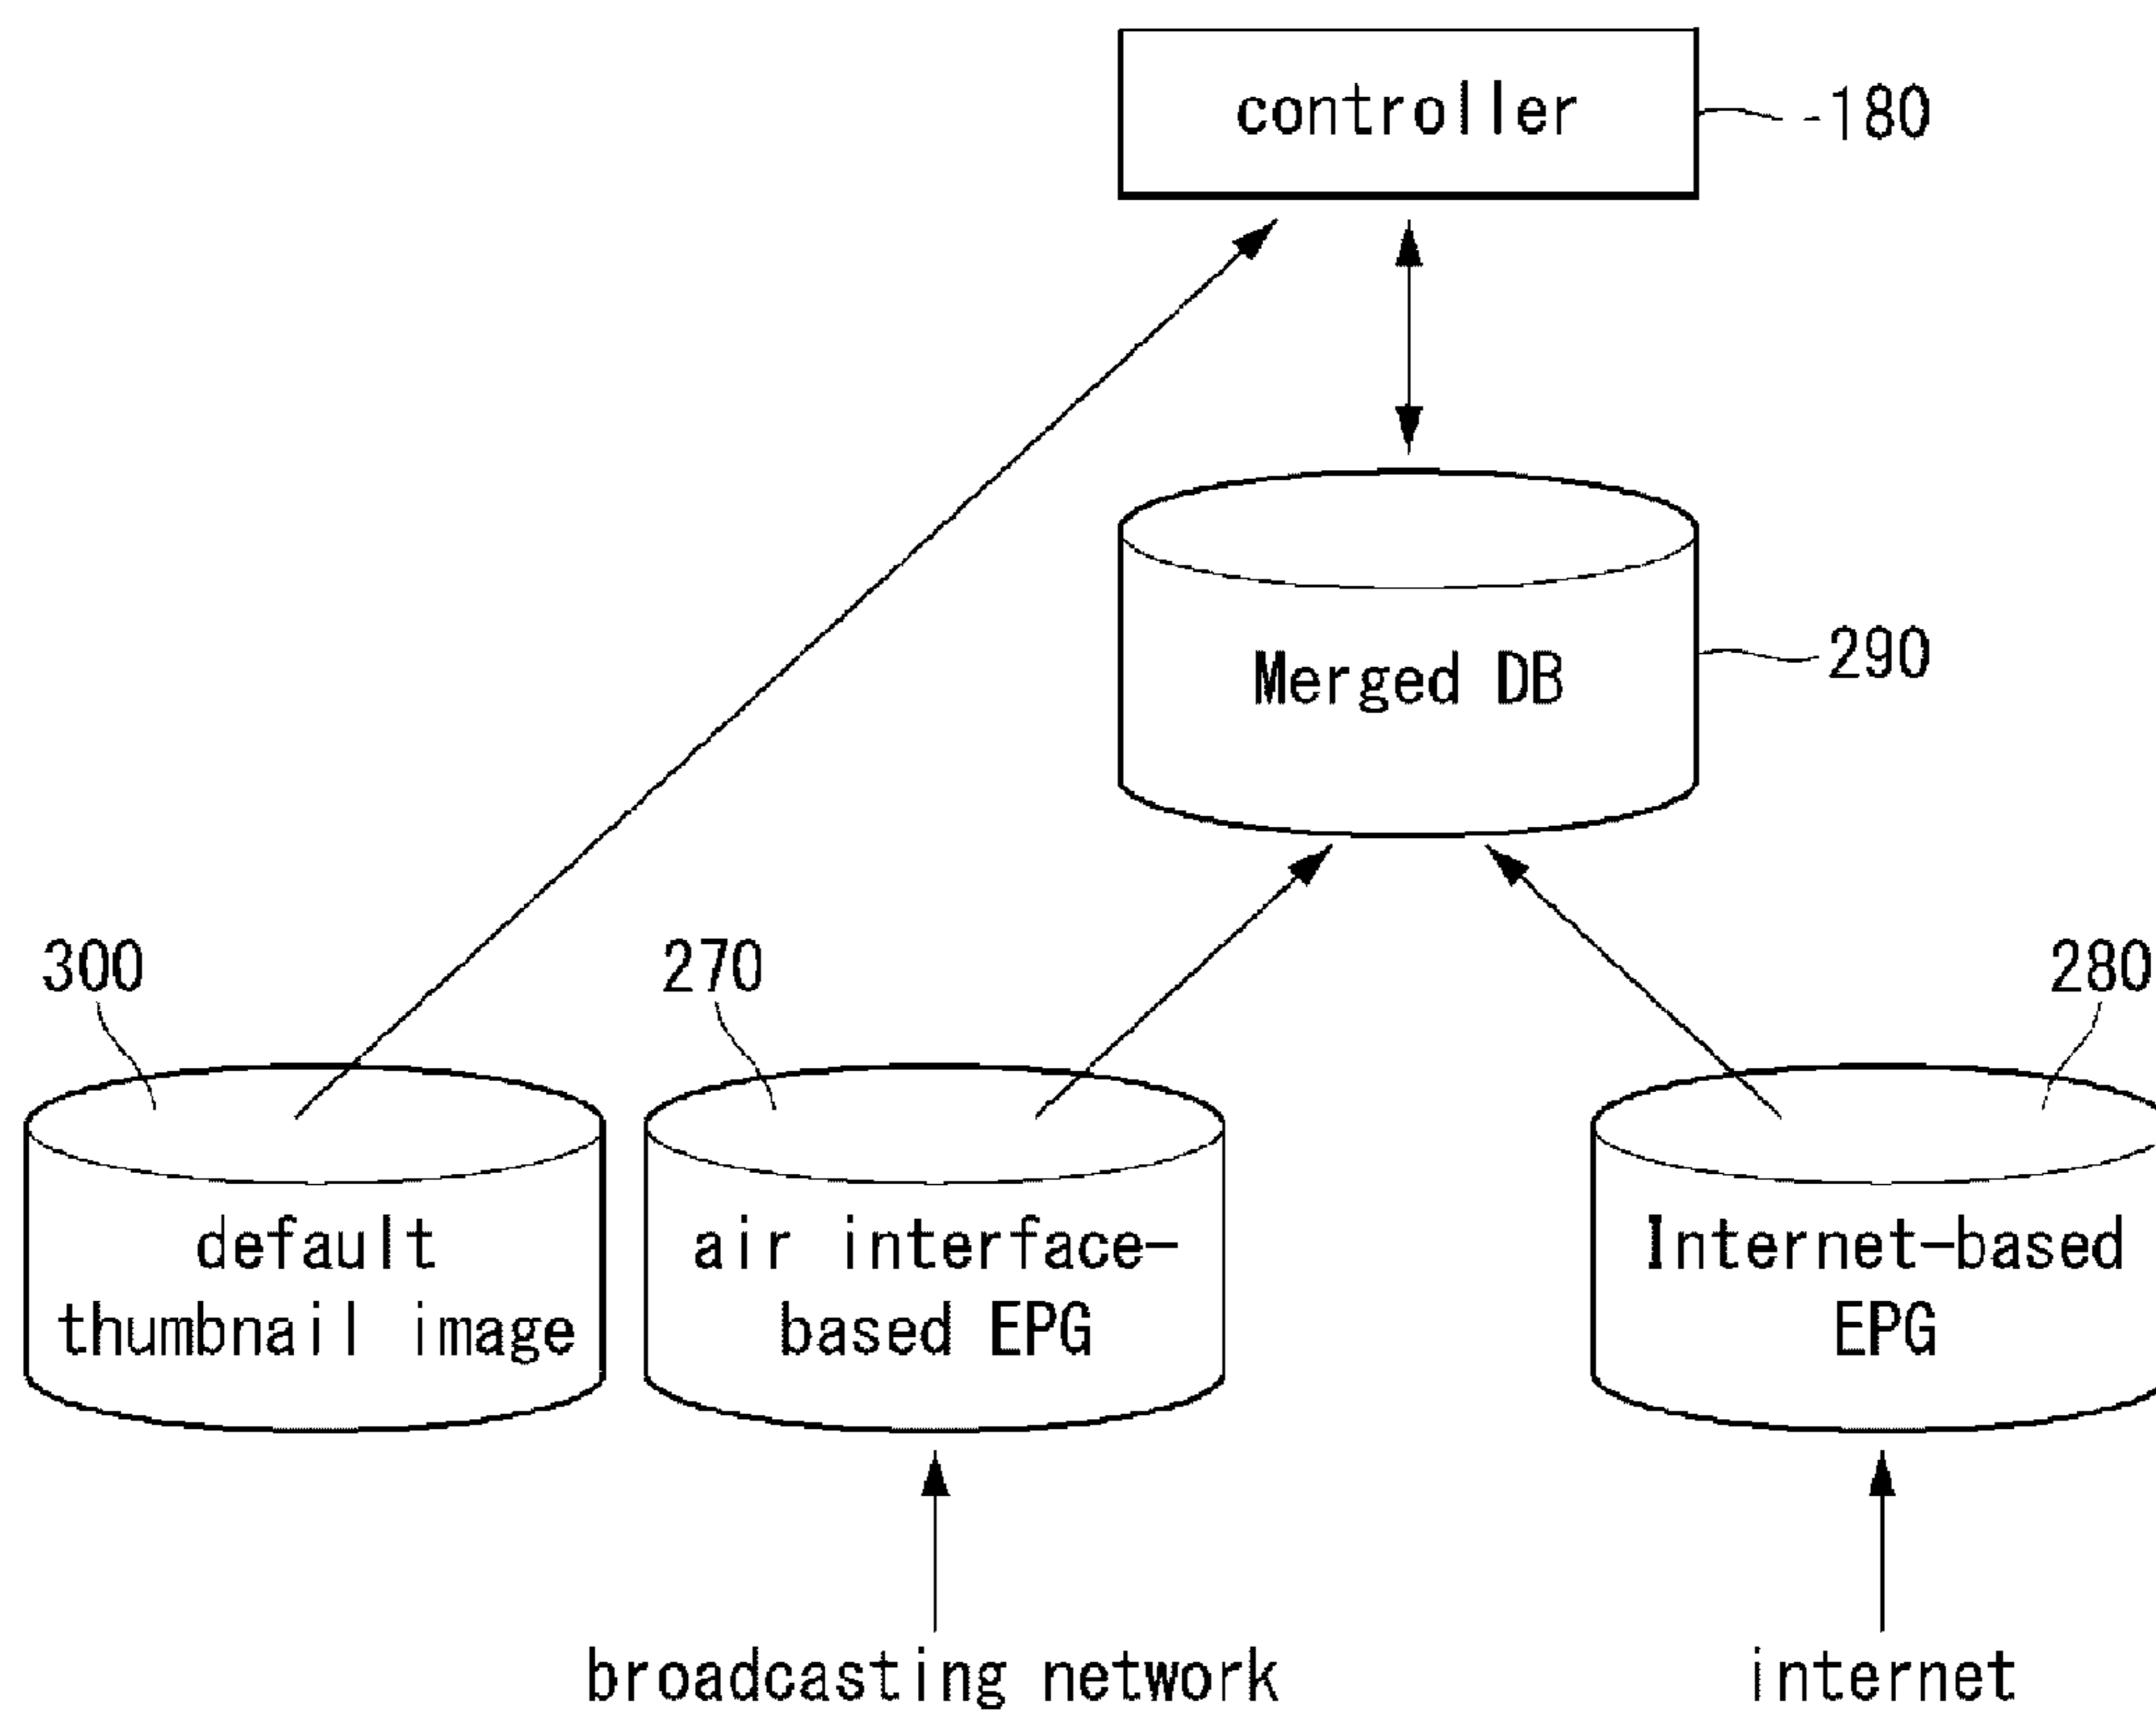 controller
180
Merged DB
290
300
270
280
default
thumbnail image
air interface-
based EPG
Internet-based
EPG
broadcasting network
internet